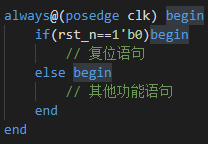 always@(posedge clk) begin
    if(rst_n==1'b0)begin
        // 复位语句
    else begin
        // 其他功能语句
    end
end